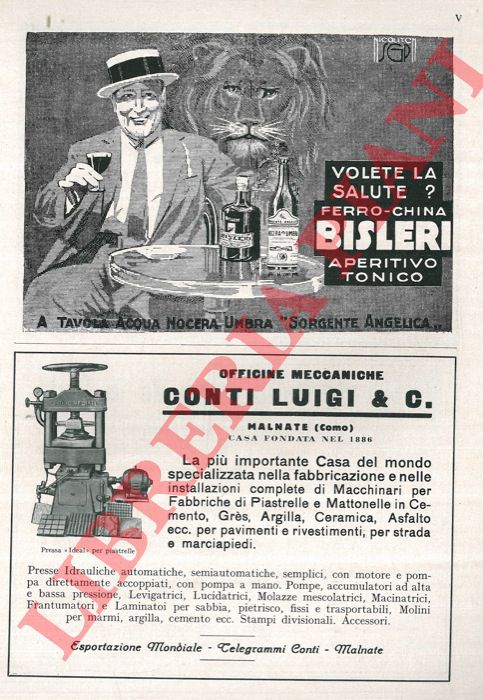 V
NICOLITCH
SEP
VOLETE LA
SALUTE ?
FERRO-CHINA
BISLERI
APERITIVO
TONICO
BISLERI
NOCERA UMBRA
A TAVOLA ACQUA NOCERA UMBRA "SORGENTE ANGELICA„
OFFICINE MECCANICHE
CONTI LUIGI & C.
MALNATE (Como)
CASA FONDATA NEL 1886
La più importante Casa del mondo
specializzata nella fabbricazione e nelle
installazioni complete di Macchinari per
Fabbriche di Piastrelle e Mattonelle in Ce-
mento, Grès, Argilla, Ceramica, Asfalto
ecc. per pavimenti e rivestimenti, per strada
e marciapiedi.
Pressa «Ideal» per piastrelle
Presse Idrauliche automatiche, semiautomatiche, semplici, con motore e pom-
pa direttamente accoppiati, con pompa a mano. Pompe, accumulatori ad alta
e bassa pressione, Levigatrici, Lucidatrici, Molazze mescolatrici, Macinatrici,
Frantumatori e Laminatoi per sabbia, pietrisco, fissi e trasportabili, Molini
per marmi, argilla, cemento ecc. Stampi divisionali. Accessori.
Esportazione Mondiale - Telegrammi Conti - Malnate
LIBRERIA PIANI